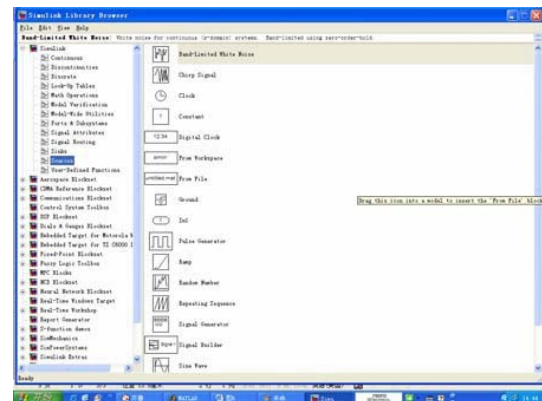 Simulink Library Browser
File Edit View Help
Band-Limited White Noise: White noise for continuous (s-domain) systems. Band-limited using zero-order-hold.
Simulink
Continuous
Discontinuities
Discrete
Look-Up Tables
Math Operations
Model Verification
Model-Wide Utilities
Ports & Subsystems
Signal Attributes
Signal Routing
Sinks
Sources
User-Defined Functions
Aerospace Blockset
CDMA Reference Blockset
Communications Blockset
Control System Toolbox
DSP Blockset
Dials & Gauges Blockset
Embedded Target for Motorola
Embedded Target for TI C6000
Fixed-Point Blockset
Fuzzy Logic Toolbox
MPC Blocks
NCD Blockset
Neural Network Blockset
Real-Time Windows Target
Real-Time Workshop
Report Generator
S-function demos
SimMechanics
SimPowerSystems
Simulink Extras
Band-Limited White Noise
Chirp Signal
Clock
1 Constant
12:34 Digital Clock
simin From Workspace
untitled.mat From File
Ground
1 In1
Pulse Generator
Ramp
Random Number
Repeating Sequence
Signal Generator
Signal Builder
Sine Wave
Drag this icon into a model to insert the 'From File' block
Ready
开始
MATLAB